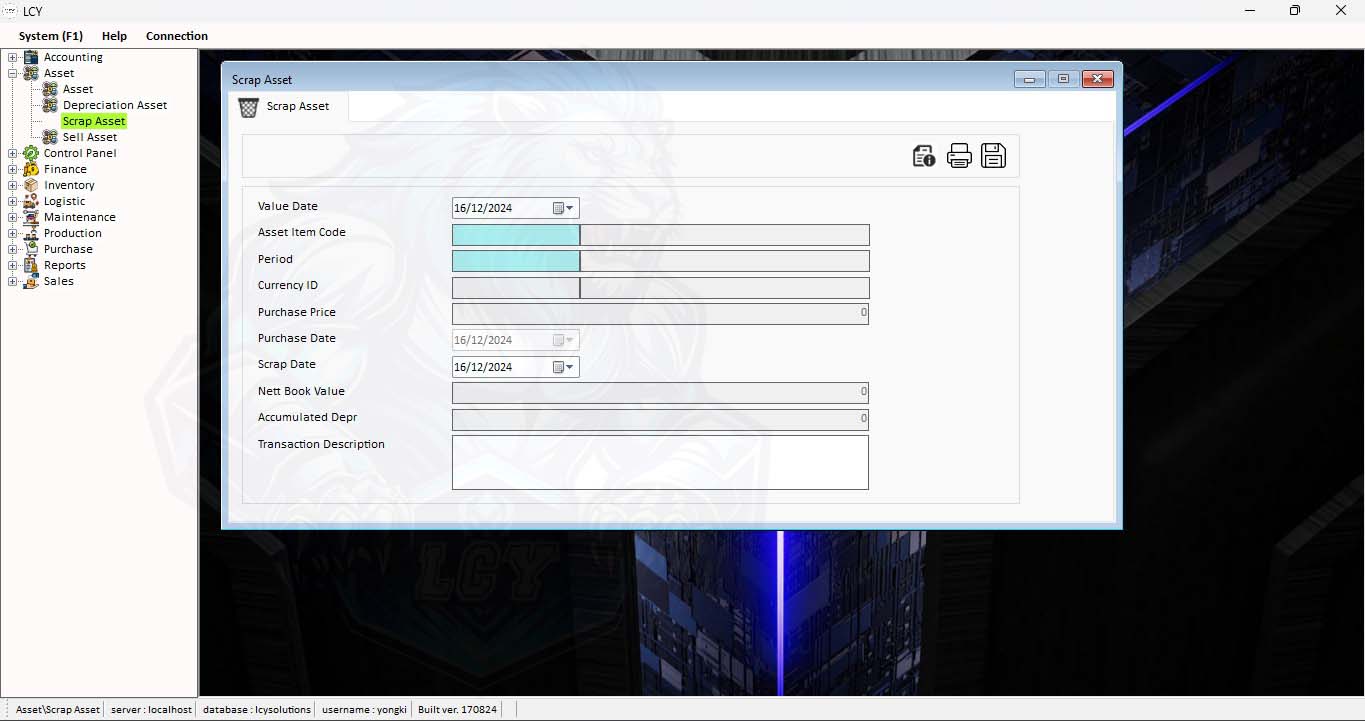 LCY
System (F1) Help Connection
Accounting
Asset
Asset
Depreciation Asset
Scrap Asset
Sell Asset
Control Panel
Finance
Inventory
Logistic
Maintenance
Production
Purchase
Reports
Sales
Scrap Asset
Scrap Asset
Value Date 16/12/2024
Asset Item Code
Period
Currency ID
Purchase Price 0
Purchase Date 16/12/2024
Scrap Date 16/12/2024
Nett Book Value 0
Accumulated Depr 0
Transaction Description
LCY
Asset\Scrap Asset server : localhost database : lcysolutions username : yongki Built ver. 170824